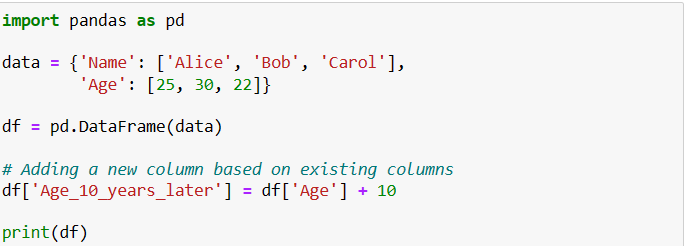 import pandas as pd
data = {'Name': ['Alice', 'Bob', 'Carol'],
'Age': [25, 30, 22]}
df = pd.DataFrame(data)
# Adding a new column based on existing columns
df['Age_10_years_later'] = df['Age'] + 10
print(df)